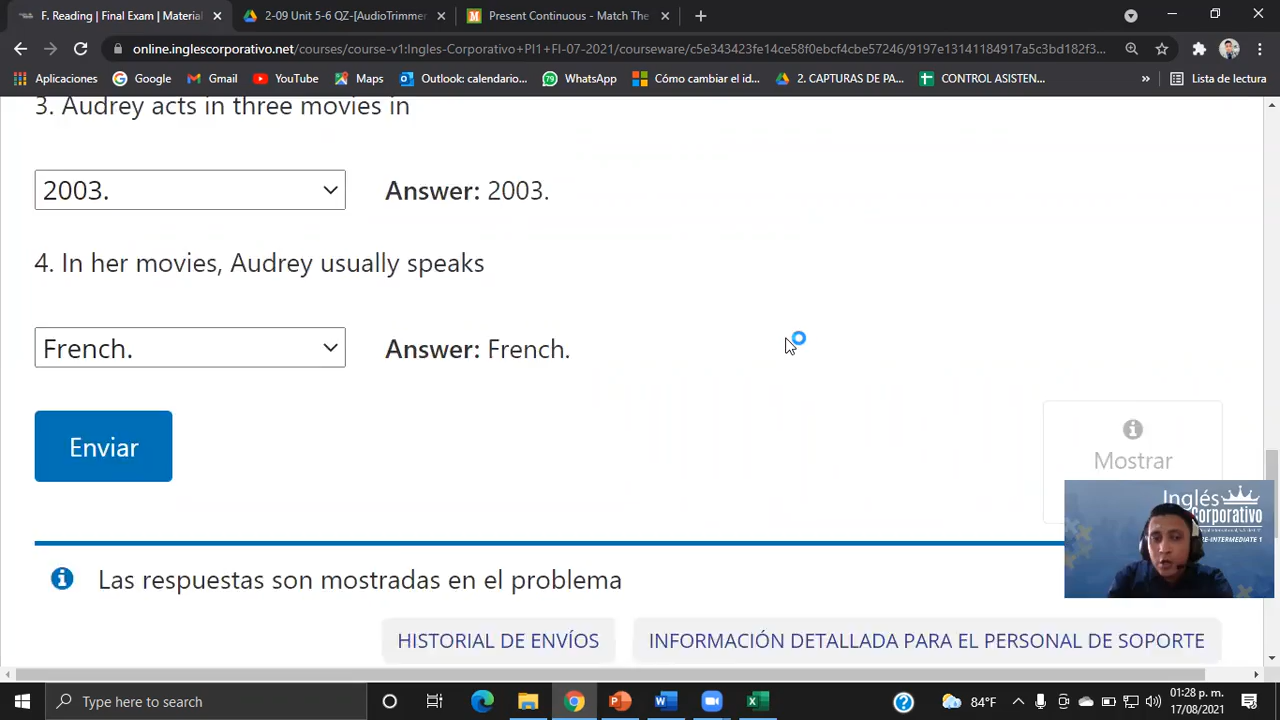 F. Reading | Final Exam | Material
2-09 Unit 5-6 QZ-[AudioTrimmer
Present Continuous - Match The
online.inglescorporativo.net/courses/course-v1:Ingles-Corporativo+PI1+FI-07-2021/courseware/c5e343423fe14ce58f0ebcf4cbe57246/9197e13141184917a5c3bd182f3...
Aplicaciones
Google
Gmail
YouTube
Maps
Outlook: calendario...
WhatsApp
Cómo cambiar el id...
2. CAPTURAS DE PA...
CONTROL ASISTEN...
»
Lista de lectura
3. Audrey acts in three movies in
2003.
Answer: 2003.
4. In her movies, Audrey usually speaks
French.
Answer: French.
Enviar
Mostrar
Inglés
Corporativo
RE-INTERMEDIATE 1
Las respuestas son mostradas en el problema
HISTORIAL DE ENVÍOS
INFORMACIÓN DETALLADA PARA EL PERSONAL DE SOPORTE
Type here to search
84°F
01:28 p. m.
17/08/2021